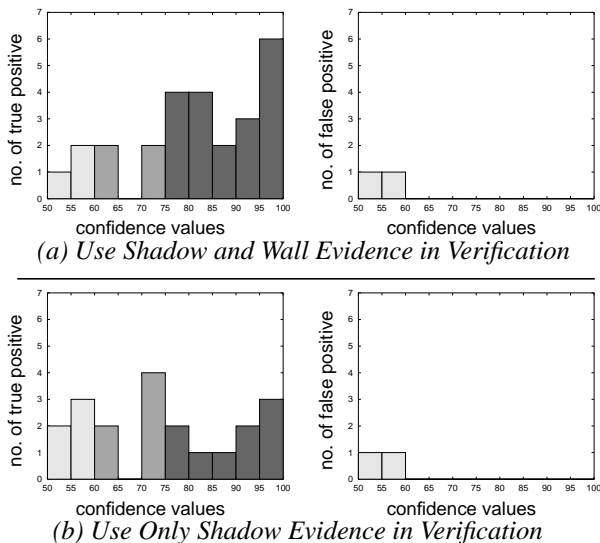 no. of true positive
7
6
5
4
3
2
1
0
50 55 60 65 70 75 80 85 90 95 100
confidence values
no. of false positive
7
6
5
4
3
2
1
0
50 55 60 65 70 75 80 85 90 95 100
confidence values
(a) Use Shadow and Wall Evidence in Verification
no. of true positive
7
6
5
4
3
2
1
0
50 55 60 65 70 75 80 85 90 95 100
confidence values
no. of false positive
7
6
5
4
3
2
1
0
50 55 60 65 70 75 80 85 90 95 100
confidence values
(b) Use Only Shadow Evidence in Verification